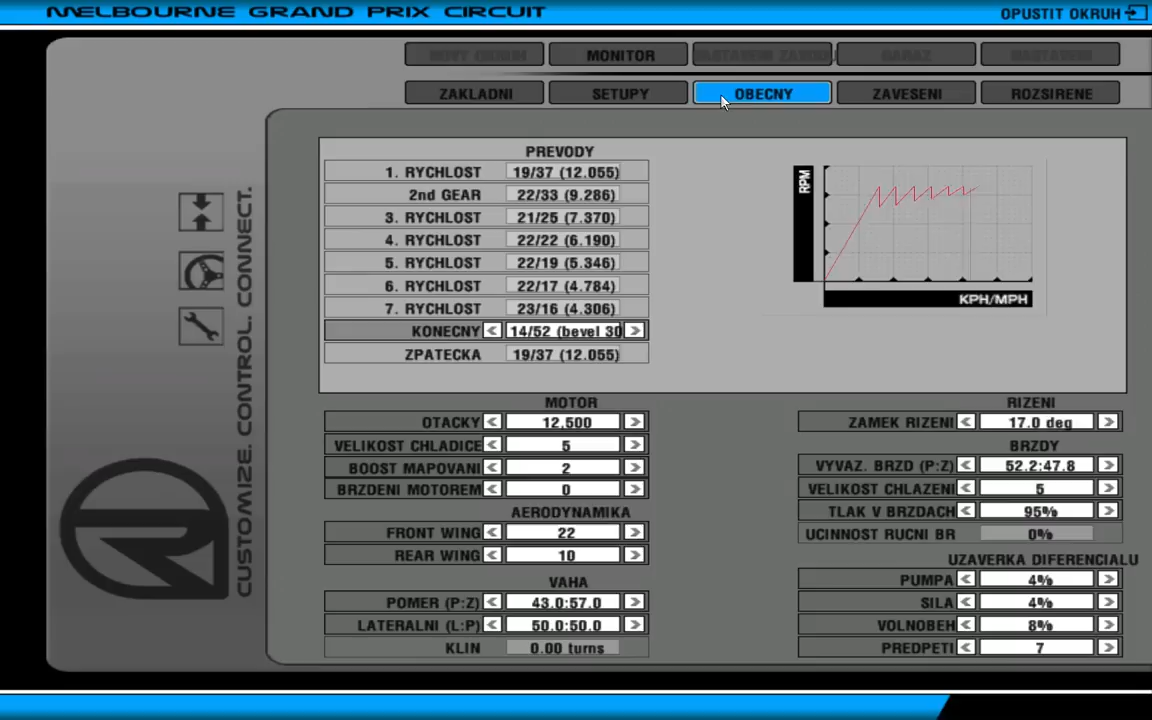 MELBOURNE GRAND PRIX CIRCUIT
OPUSTIT OKRUH
MONITOR
ZAKLADNI SETUPY OBECNY ZAVESENI ROZSIRENE
PREVODY
1. RYCHLOST 19/37 (12.055)
2nd GEAR 22/33 (9.286)
3. RYCHLOST 21/25 (7.370)
4. RYCHLOST 22/22 (6.190)
5. RYCHLOST 22/19 (5.346)
6. RYCHLOST 22/17 (4.784)
7. RYCHLOST 23/16 (4.306)
KONECNY < 14/52 (bevel 30 >
ZPATECKA 19/37 (12.055)
RPM
KPH/MPH
CUSTOMIZE. CONTROL. CONNECT.
MOTOR
OTACKY < 12,500 >
VELIKOST CHLADICE < 5 >
BOOST MAPOVANI < 2 >
BRZDENI MOTOREM < 0 >
AERODYNAMIKA
FRONT WING < 22 >
REAR WING < 10 >
VAHA
POMER (P:Z) < 43.0:57.0 >
LATERALNI (L:P) < 50.0:50.0 >
KLIN 0.00 turns
RIZENI
ZAMEK RIZENI < 17.0 deg >
BRZDY
VYVAZ. BRZD (P:Z) < 52.2:47.8 >
VELIKOST CHLAZENI < 5 >
TLAK V BRZDACH < 95% >
UCINNOST RUCNI BR 0%
UZAVERKA DIFERENCIALU
PUMPA < 4% >
SILA < 4% >
VOLNOBEH < 8% >
PREDPETI < 7 >